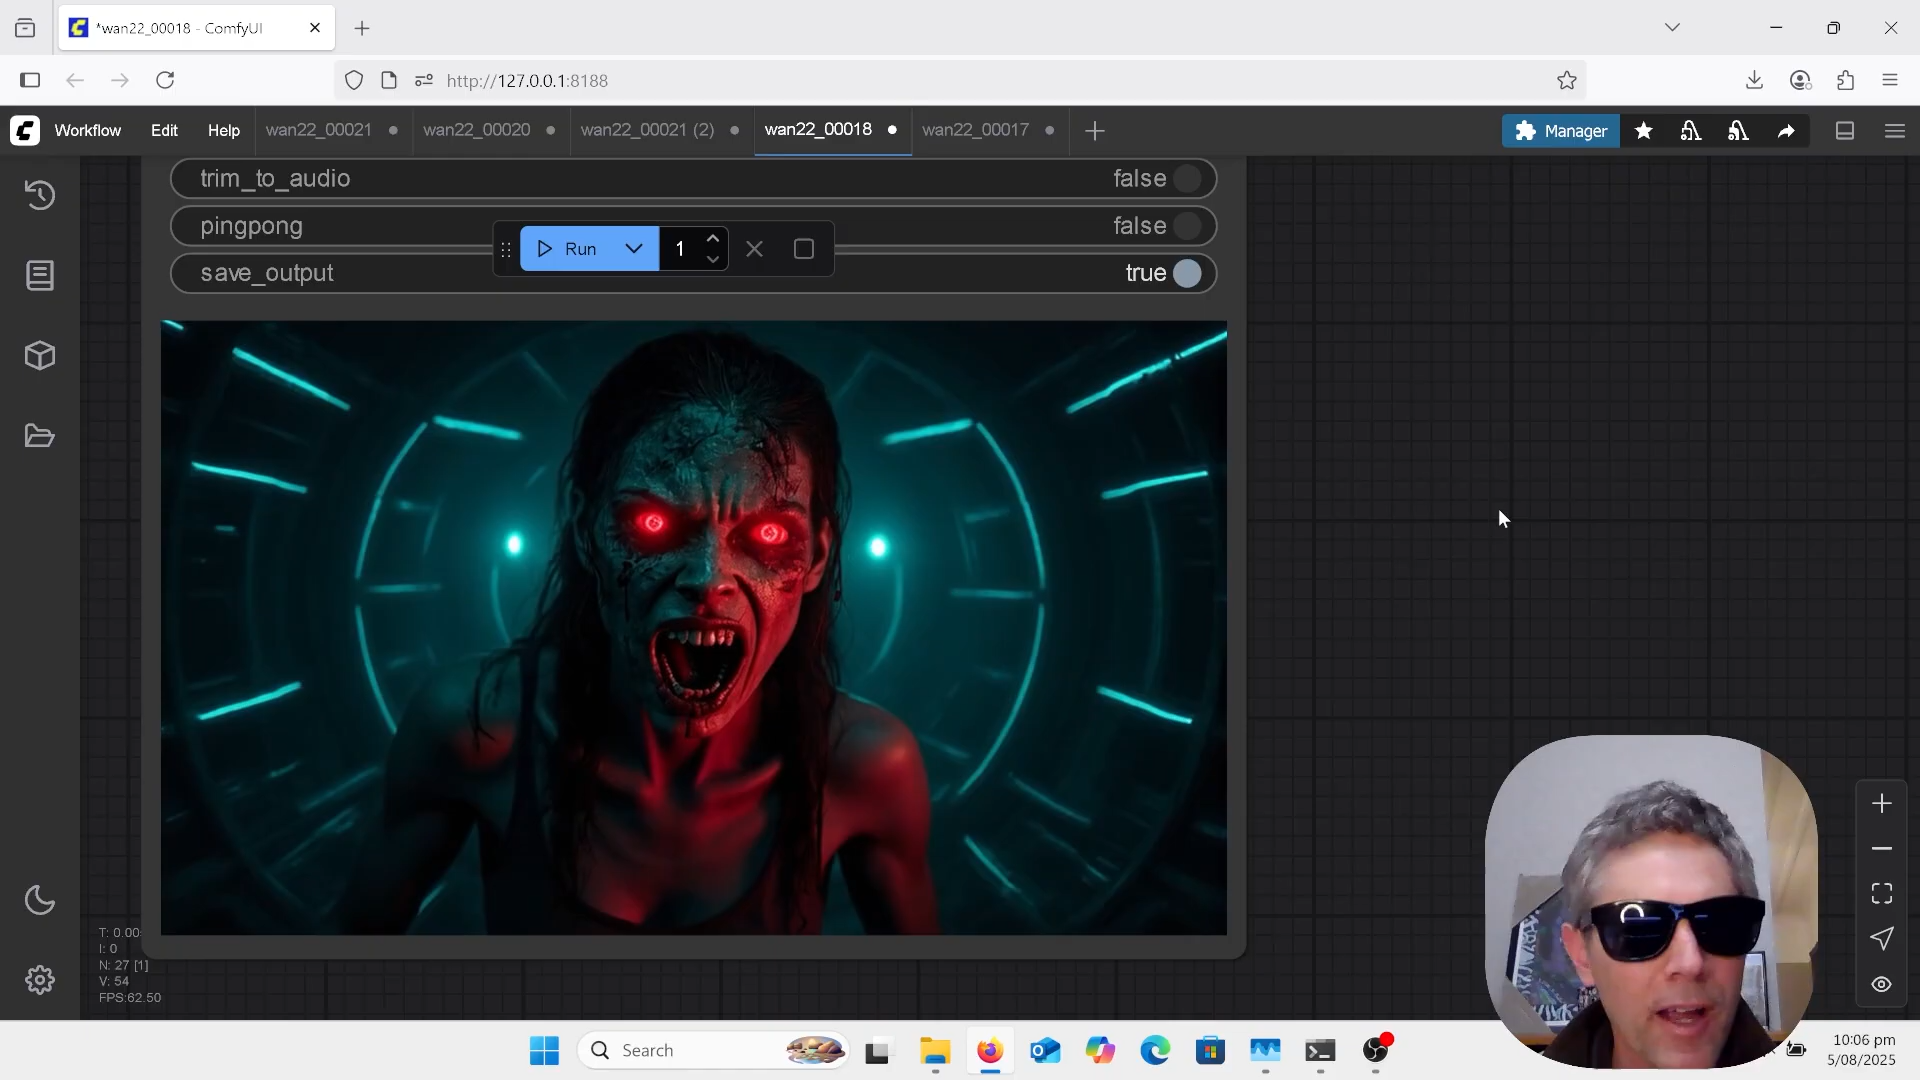 *wan22_00018 - ComfyUI
http://127.0.0.1:8188
Workflow Edit Help wan22_00021 wan22_00020 wan22_00021 (2) wan22_00018 wan22_00017 Manager
trim_to_audio false
pingpong false
Run 1
save_output true
T: 0.00
I: 0
N: 27 [1]
V: 54
FPS:62.50
Search
10:06 pm
5/08/2025